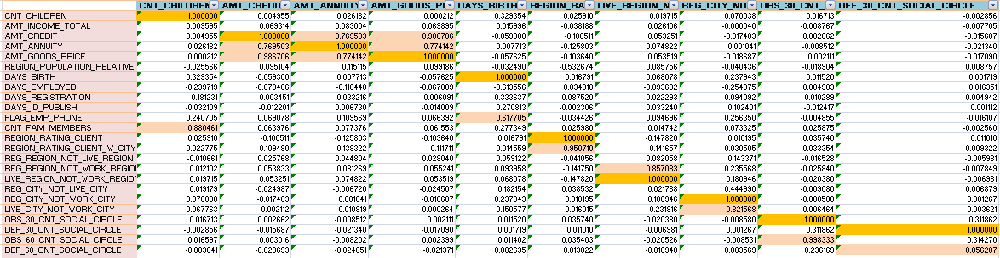 CNT_CHILDREN AMT_CREDIT AMT_ANNUITY AMT_GOODS_PI DAYS_BIRTH REGION_RA LIVE_REGION_N REG_CITY_NO OBS_30_CNT_ DEF_30_CNT_SOCIAL_CIRCLE
CNT_CHILDREN 1.000000 0.004955 0.026182 0.000212 0.329354 0.025910 0.019715 0.070038 0.016713 -0.002856
AMT_INCOME_TOTAL 0.009595 0.069314 0.083004 0.069895 0.015996 -0.038188 0.026106 -0.000040 -0.008767 -0.007705
AMT_CREDIT 0.004955 1.000000 0.769503 0.986706 -0.059300 -0.100511 0.053251 -0.017403 0.002662 -0.015687
AMT_ANNUITY 0.026182 0.769503 1.000000 0.774142 0.007713 -0.125803 0.074822 0.001041 -0.008512 -0.021340
AMT_GOODS_PRICE 0.000212 0.986706 0.774142 1.000000 -0.057625 -0.103640 0.053519 -0.018687 0.002111 -0.017090
REGION_POPULATION_RELATIVE -0.025566 0.095104 0.115115 0.099186 -0.032490 -0.532674 0.085756 -0.040436 -0.018904 0.008757
DAYS_BIRTH 0.329354 -0.059300 0.007713 -0.057625 1.000000 0.016791 0.068078 0.237943 0.011520 0.001719
DAYS_EMPLOYED -0.239719 -0.070486 -0.110448 -0.067809 -0.613556 0.034318 -0.093682 -0.254375 0.004903 0.016351
DAYS_REGISTRATION 0.181231 0.003451 0.033216 0.006091 0.333637 0.087520 0.022293 0.094092 0.010289 0.004942
DAYS_ID_PUBLISH -0.032109 -0.012201 0.006730 -0.014009 0.270813 -0.002306 0.033240 0.102401 -0.012417 0.001112
FLAG_EMP_PHONE 0.240705 0.069078 0.109569 0.066392 0.617705 -0.034426 0.094696 0.256350 -0.004855 -0.016107
CNT_FAM_MEMBERS 0.880461 0.063976 0.077376 0.061553 0.277349 0.025980 0.014742 0.073325 0.025875 -0.002560
REGION_RATING_CLIENT 0.025910 -0.100511 -0.125803 -0.103640 0.016791 1.000000 -0.147820 0.010195 0.035740 0.011010
REGION_RATING_CLIENT_W_CITY 0.022775 -0.109490 -0.139322 -0.111711 0.014559 0.950710 -0.141657 0.030505 0.033354 0.009322
REG_REGION_NOT_LIVE_REGION -0.010661 0.025768 0.044804 0.028040 0.059122 -0.041056 0.082058 0.143371 -0.016528 -0.005981
REG_REGION_NOT_WORK_REGIO 0.012102 0.053833 0.081269 0.055241 0.093958 -0.141750 0.857083 0.235568 -0.025840 -0.007849
LIVE_REGION_NOT_WORK_REGIO 0.019715 0.053251 0.074822 0.053519 0.068078 -0.147820 1.000000 0.180946 -0.020380 -0.006981
REG_CITY_NOT_LIVE_CITY 0.019179 -0.024987 -0.006720 -0.024507 0.182154 0.038532 0.021768 0.444990 -0.009080 0.006879
REG_CITY_NOT_WORK_CITY 0.070038 -0.017403 0.001041 -0.018687 0.237943 0.010195 0.180946 1.000000 -0.008580 0.001267
LIVE_CITY_NOT_WORK_CITY 0.067763 0.002112 0.010919 0.000264 0.150577 -0.016015 0.231816 0.821568 -0.006464 -0.003621
OBS_30_CNT_SOCIAL_CIRCLE 0.016713 0.002662 -0.008512 0.002111 0.011520 0.035740 -0.020380 -0.008580 1.000000 0.311862
DEF_30_CNT_SOCIAL_CIRCLE -0.002856 -0.015687 -0.021340 -0.017090 0.001719 0.011010 -0.006981 0.001267 0.311862 1.000000
OBS_60_CNT_SOCIAL_CIRCLE 0.016597 0.003016 -0.008202 0.002399 0.011402 0.035403 -0.020526 -0.008531 0.998333 0.314270
DEF_60_CNT_SOCIAL_CIRCLE -0.003841 -0.020693 -0.024851 -0.021371 0.002635 0.013022 -0.010948 0.003569 0.236169 0.856207